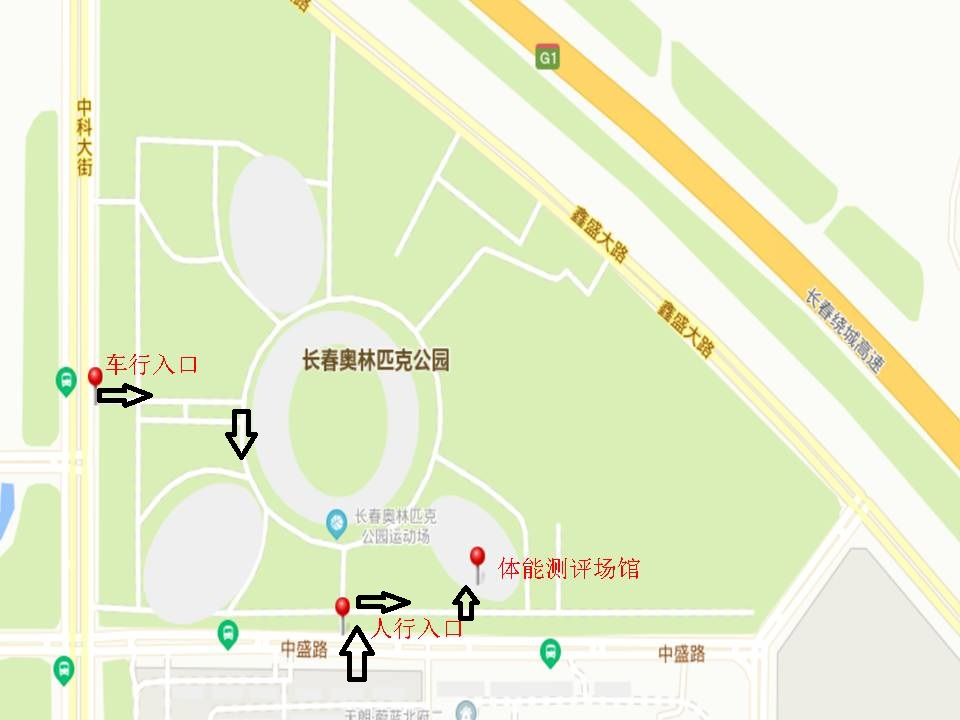 路
G1
中科大街
鑫盛大路
鑫盛大路
长春绕城高速
车行入口
长春奥林匹克公园
长春奥林匹克
公园运动场
体能测评场馆
人行入口
中盛路
中盛路